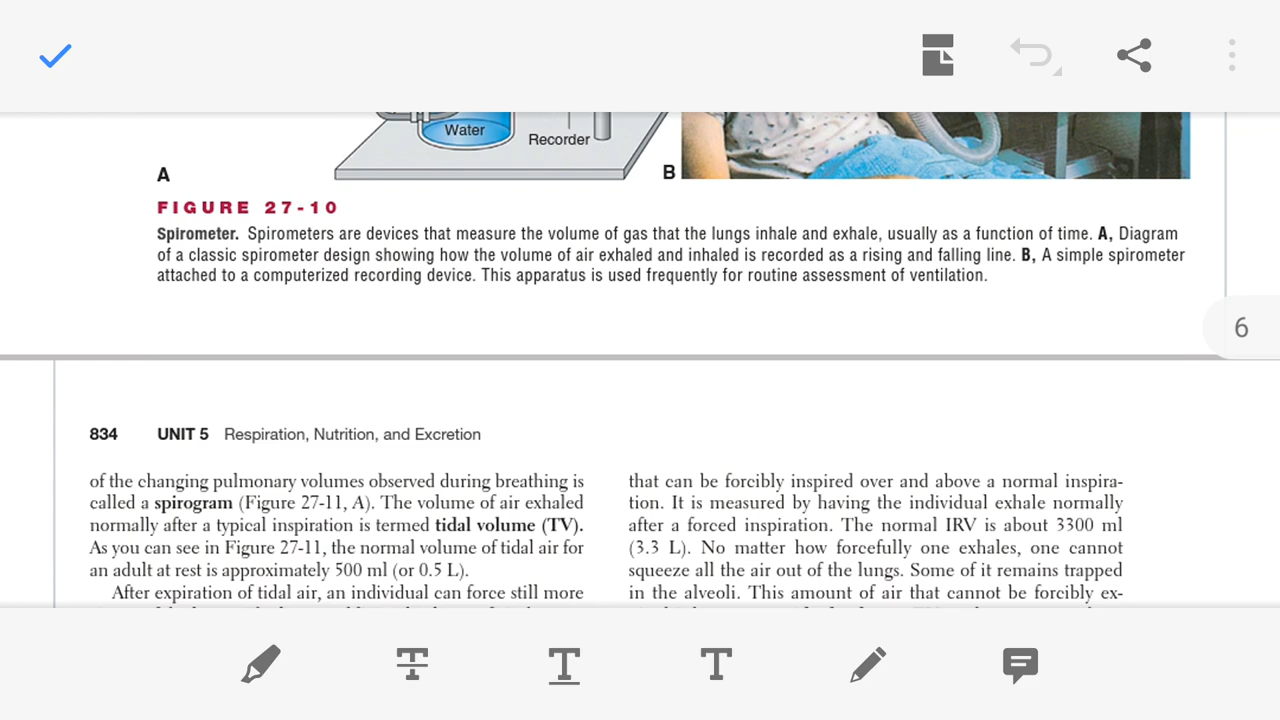 Water
Recorder
A
B
FIGURE 27-10
Spirometer. Spirometers are devices that measure the volume of gas that the lungs inhale and exhale, usually as a function of time. A, Diagram
of a classic spirometer design showing how the volume of air exhaled and inhaled is recorded as a rising and falling line. B, A simple spirometer
attached to a computerized recording device. This apparatus is used frequently for routine assessment of ventilation.
6
834 UNIT 5 Respiration, Nutrition, and Excretion
of the changing pulmonary volumes observed during breathing is
called a spirogram (Figure 27-11, A). The volume of air exhaled
normally after a typical inspiration is termed tidal volume (TV).
As you can see in Figure 27-11, the normal volume of tidal air for
an adult at rest is approximately 500 ml (or 0.5 L).
After expiration of tidal air, an individual can force still more
that can be forcibly inspired over and above a normal inspira-
tion. It is measured by having the individual exhale normally
after a forced inspiration. The normal IRV is about 3300 ml
(3.3 L). No matter how forcefully one exhales, one cannot
squeeze all the air out of the lungs. Some of it remains trapped
in the alveoli. This amount of air that cannot be forcibly ex-
T
T
T